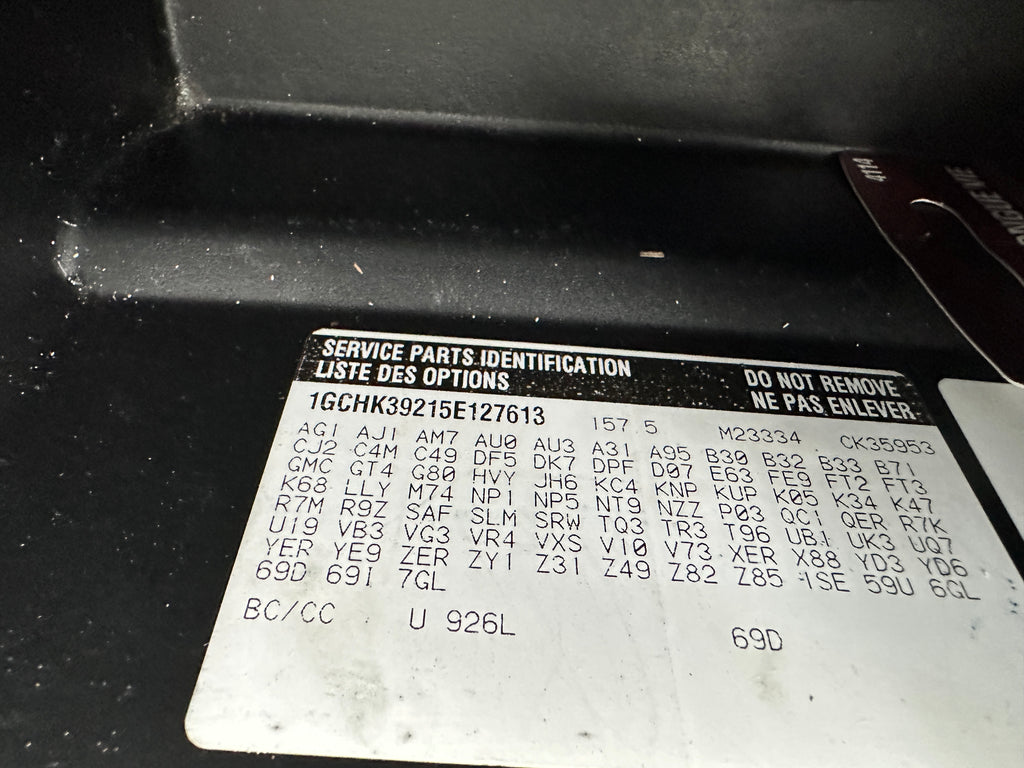 4114
VIE
SERVICE PARTS IDENTIFICATION DO NOT REMOVE
LISTE DES OPTIONS NE PAS ENLEVER
1GCHK39215E127613 157.5 M23334 CK35953
AG1 AJ1 AM7 AU0 AU3 A31 A95 B30 B32 B33 B71
CJ2 C4M C49 DF5 DK7 DPF D07 E63 FE9 FT2 FT3
GMC GT4 G80 HVY JH6 KC4 KNP KUP K05 K34 K47
K68 LLY M74 NP1 NP5 NT9 NZZ P03 QC1 QER R7K
R7M R9Z SAF SLM SRW TQ3 TR3 T96 UB1 UK3 UQ7
U19 VB3 VG3 VR4 VXS V10 V73 XER X88 YD3 YD6
YER YE9 ZER ZY1 Z31 Z49 Z82 Z85 1SE 59U 6GL
69D 69I 7GL
BC/CC U 926L 69D